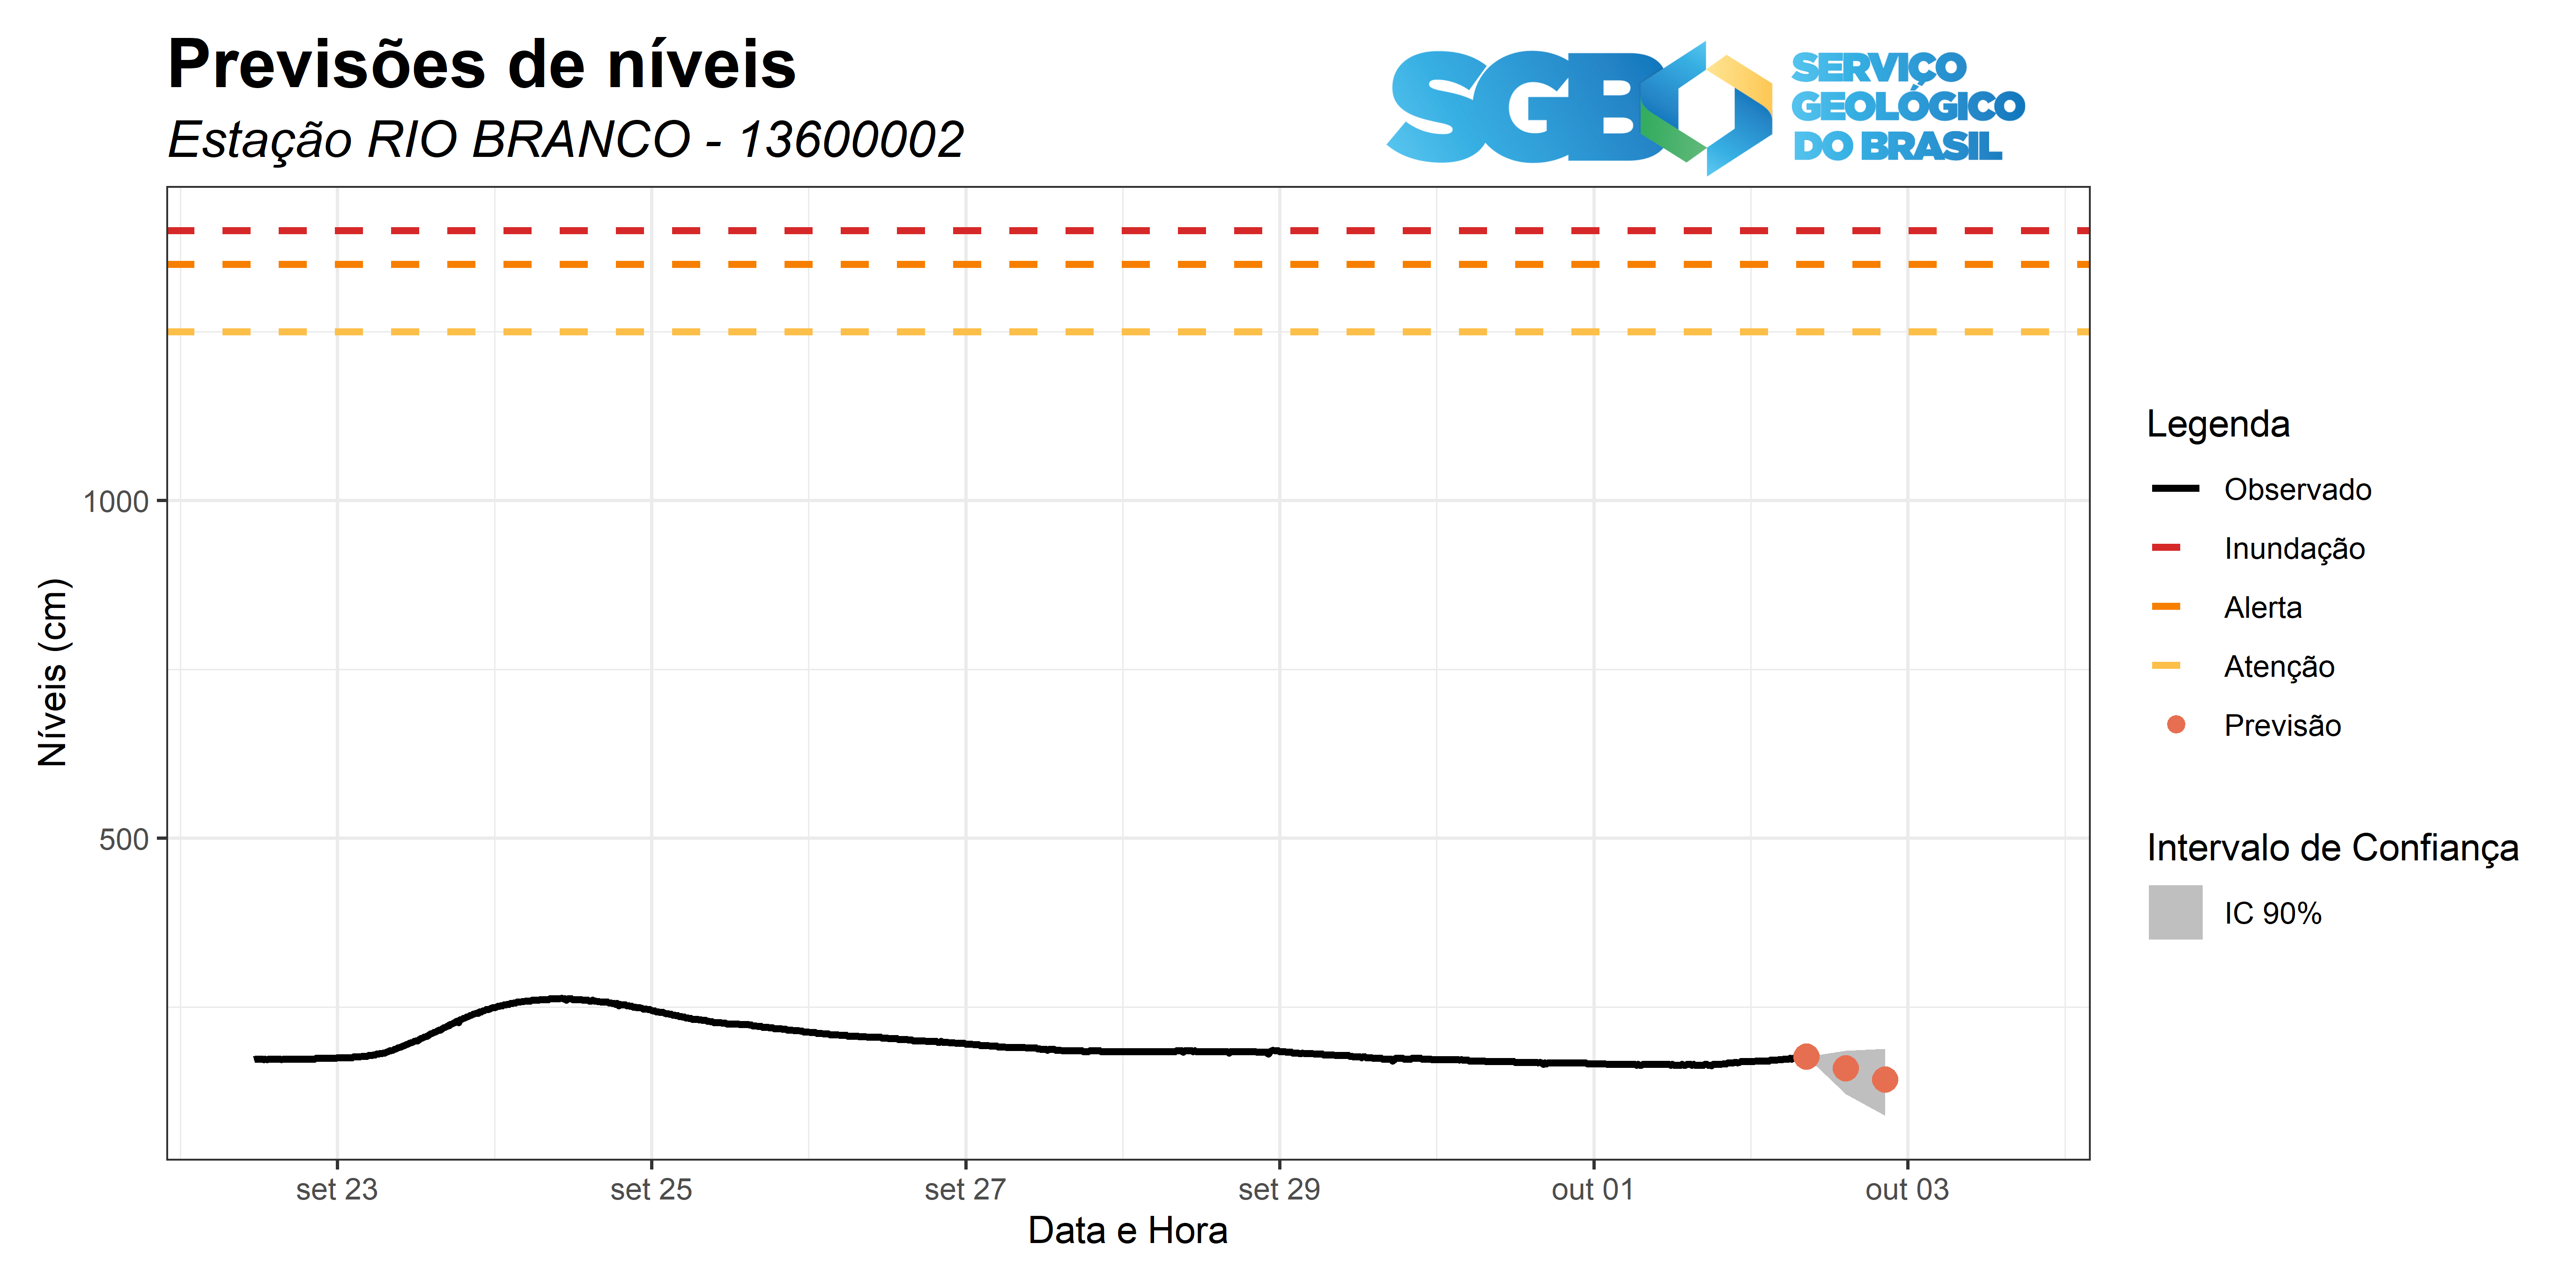 Previsões de níveis
Estação RIO BRANCO - 13600002
SGB
SERVIÇO
GEOLÓGICO
DO BRASIL
Níveis (cm)
1000
500
set 23
set 25
set 27
set 29
out 01
out 03
Data e Hora
Legenda
Observado
Inundação
Alerta
Atenção
Previsão
Intervalo de Confiança
IC 90%